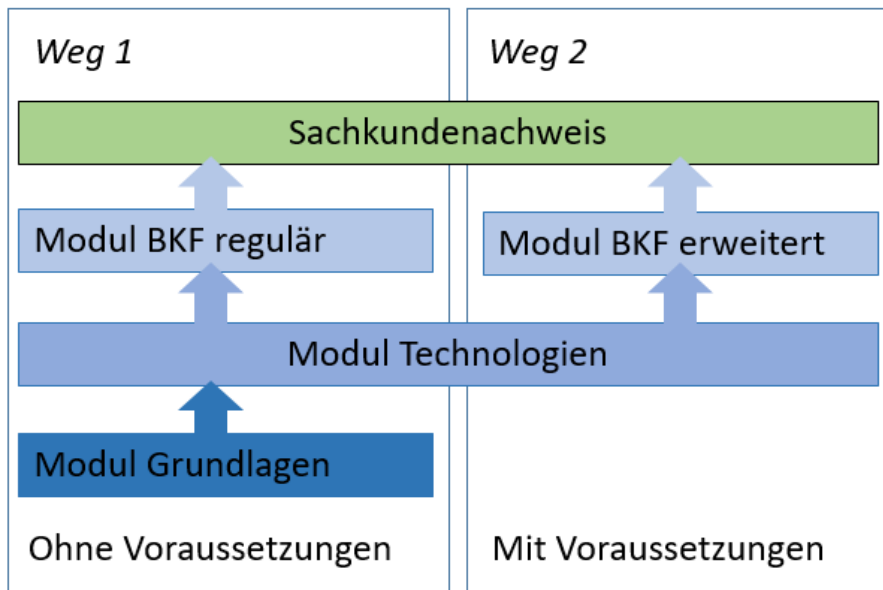 Weg 1
Weg 2
Sachkundenachweis
Modul BKF regulär
Modul BKF erweitert
Modul Technologien
Modul Grundlagen
Ohne Voraussetzungen
Mit Voraussetzungen